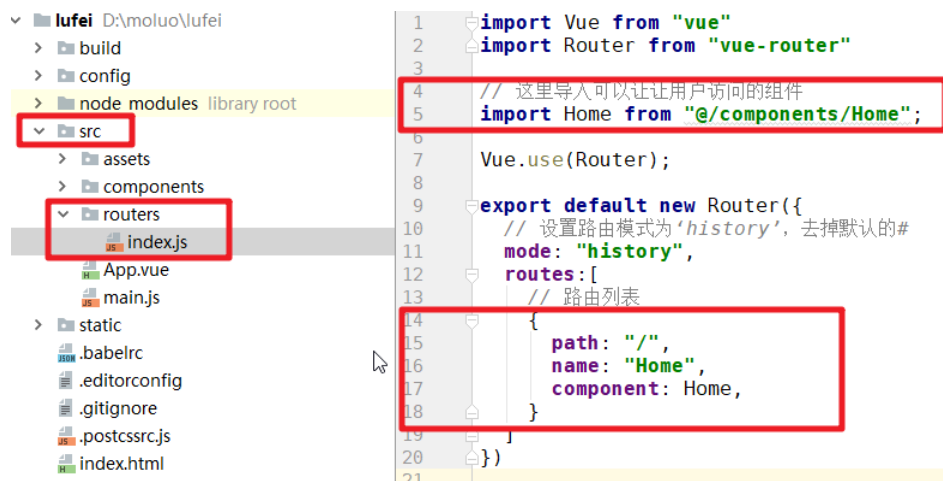 lufei D:\moluo\lufei
build
config
node_modules library root
src
assets
components
routers
index.js
App.vue
main.js
static
.babelrc
.editorconfig
.gitignore
.postcssrc.js
index.html
1 import Vue from "vue"
2 import Router from "vue-router"
3
4 // 这里导入可以让让用户访问的组件
5 import Home from "@/components/Home";
6
7 Vue.use(Router);
8
9 export default new Router({
10 // 设置路由模式为‘history’，去掉默认的#
11 mode: "history",
12 routes:[
13 // 路由列表
14 {
15 path: "/",
16 name: "Home",
17 component: Home,
18 }
19 ]
20 })
21